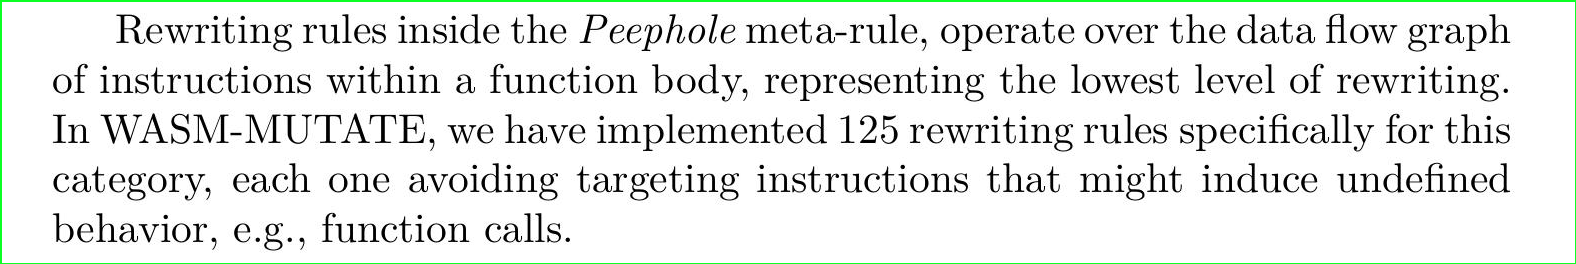 Rewriting rules inside the Peephole meta-rule, operate over the data flow graph
of instructions within a function body, representing the lowest level of rewriting.
In WASM-MUTATE, we have implemented 125 rewriting rules specifically for this
category, each one avoiding targeting instructions that might induce undefined
behavior, e.g., function calls.